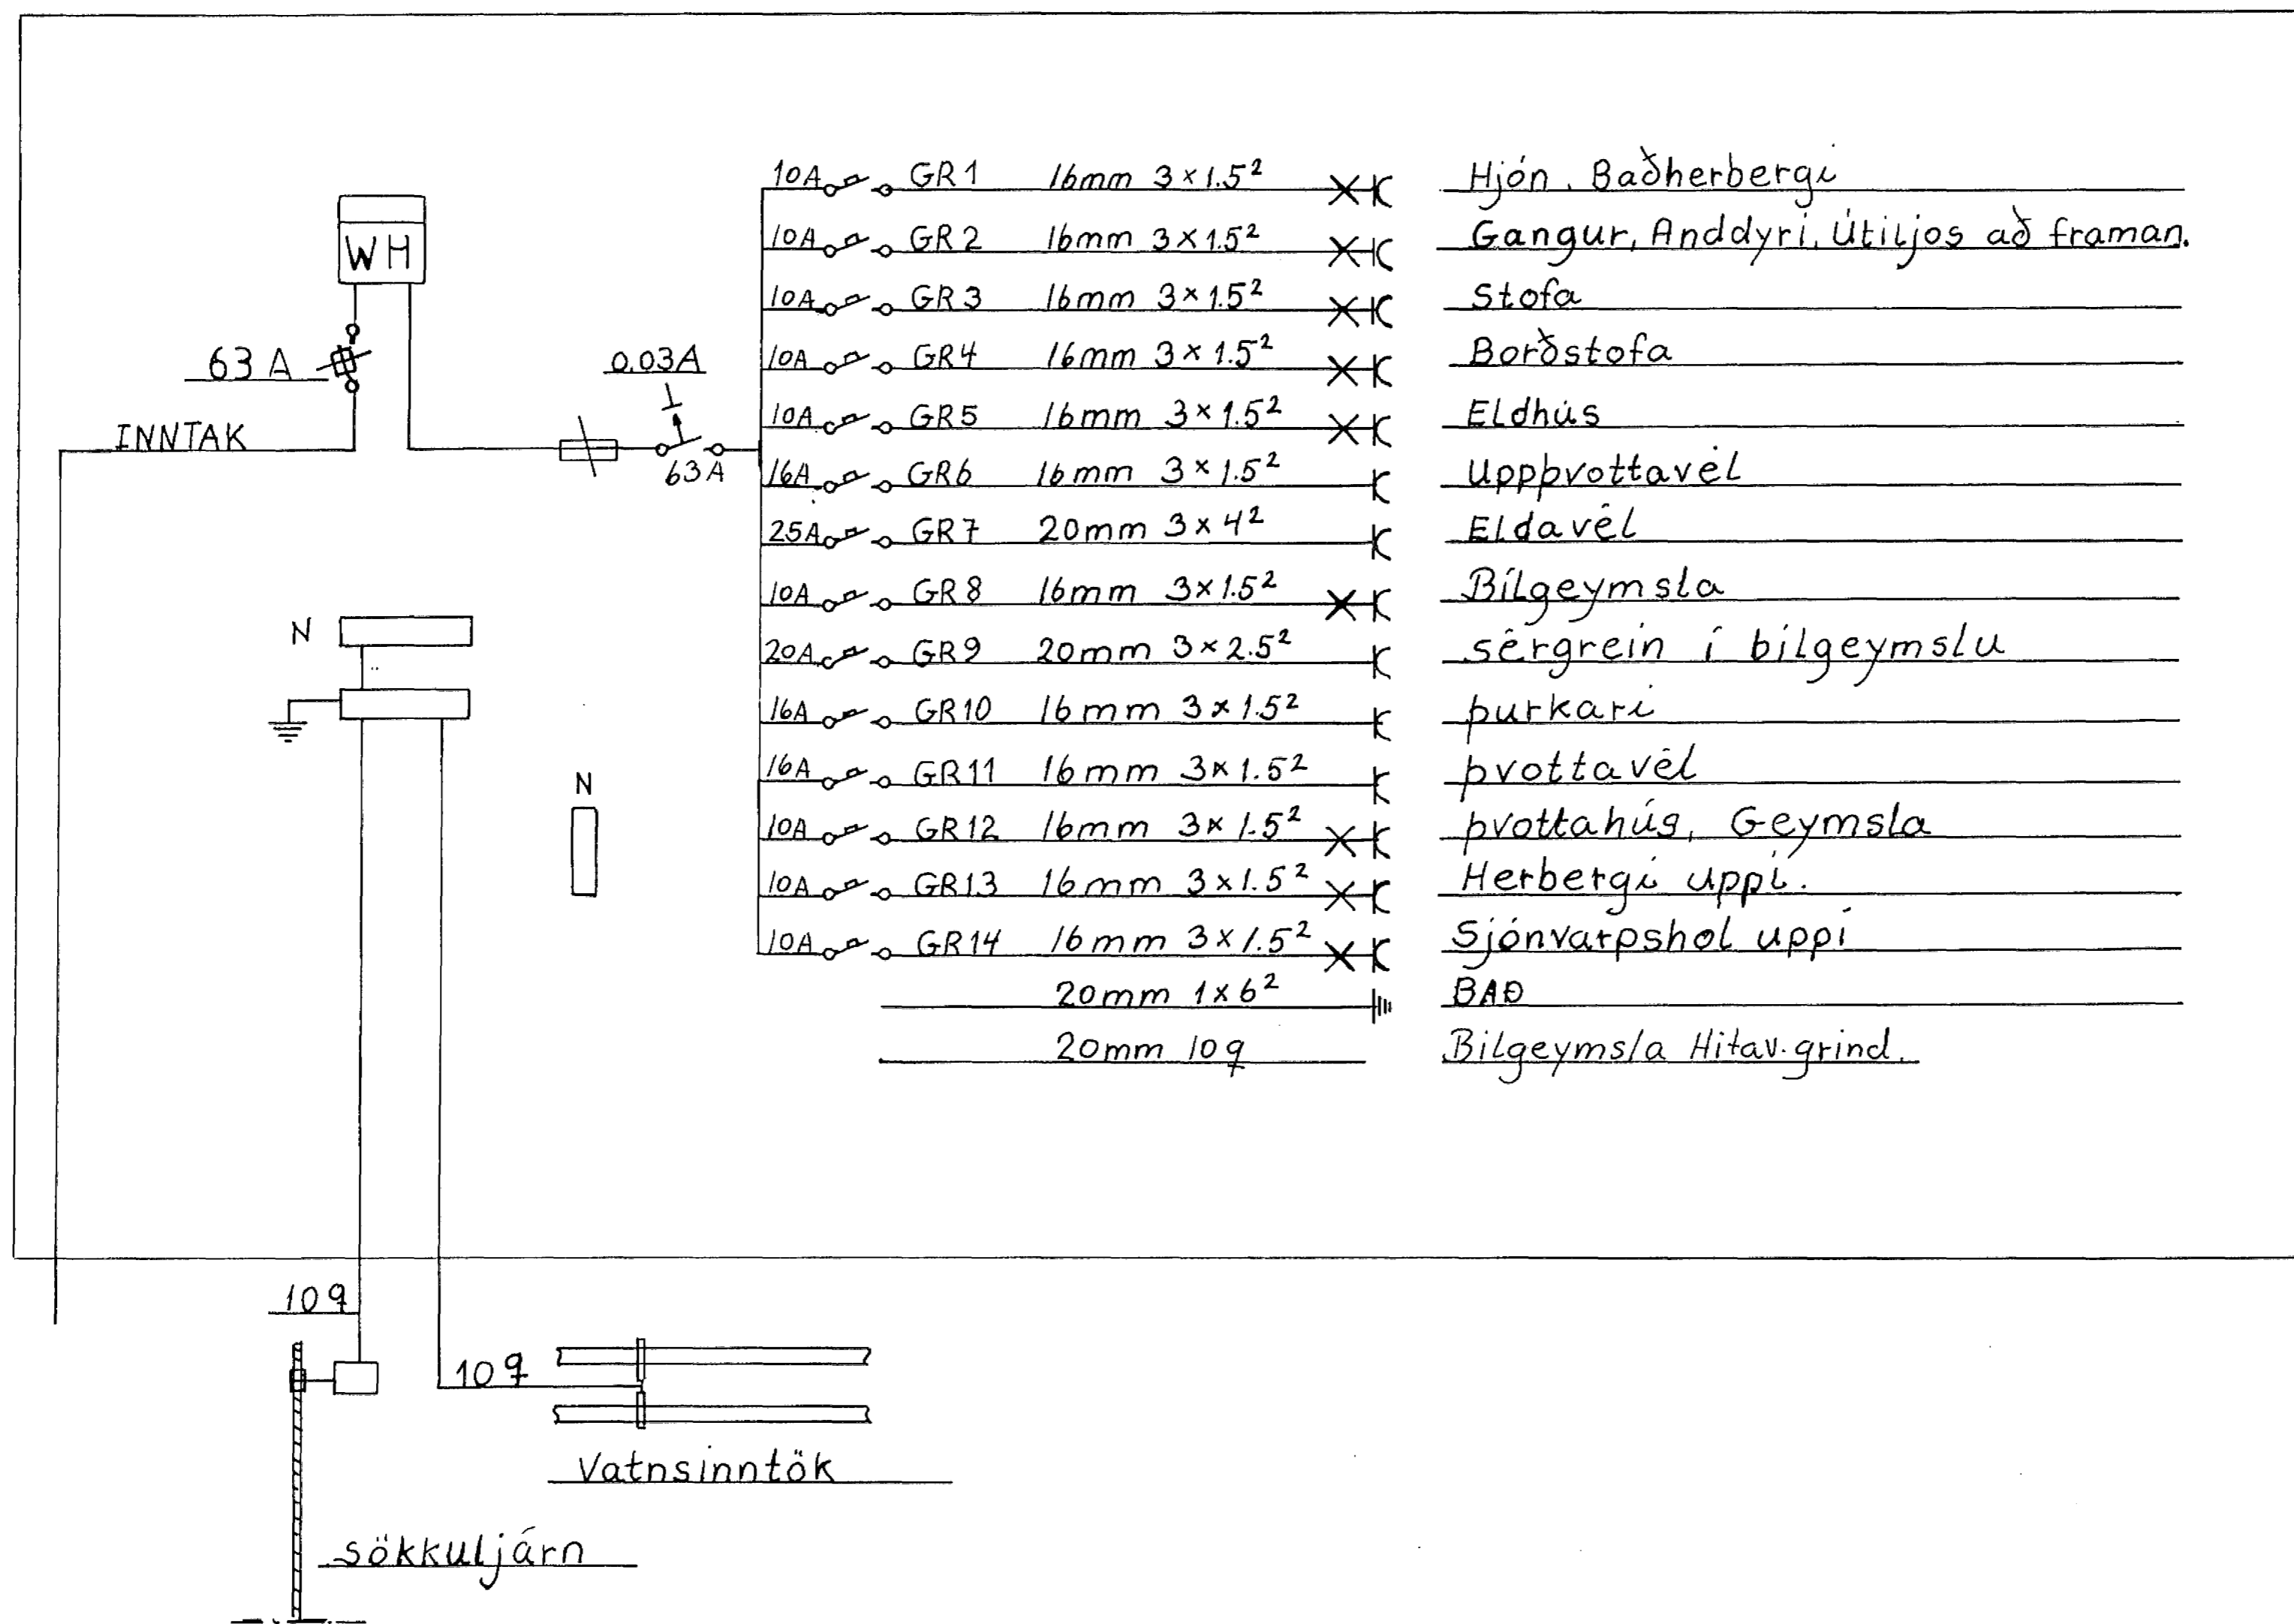 10A GR1 16mm 3×1.5² Hjón. Baðherbergi
10A GR2 16mm 3×1.5² Gangur, Anddyri, Útiljos að framan.
10A GR3 16mm 3×1.5² Stofa
10A GR4 16mm 3×1.5² Borðstofa
10A GR5 16mm 3×1.5² Eldhús
16A GR6 16mm 3×1.5² Uppþvottavél
25A GR7 20mm 3×4² Eldavél
10A GR8 16mm 3×1.5² Bílgeymsla
20A GR9 20mm 3×2.5² sérgrein í bílgeymslu
16A GR10 16mm 3×1.5² þurkari
16A GR11 16mm 3×1.5² þvottavél
10A GR12 16mm 3×1.5² þvottahús, Geymsla
10A GR13 16mm 3×1.5² Herbergi uppi.
10A GR14 16mm 3×1.5² Sjónvarpshol uppi
20mm 1×6² BAÐ
20mm 10q Bilgeymsla Hitav.grind.
WH
63A
0.03A
INNTAK
63A
N
N
10q
10q
Vatnsinntök
sökkuljárn